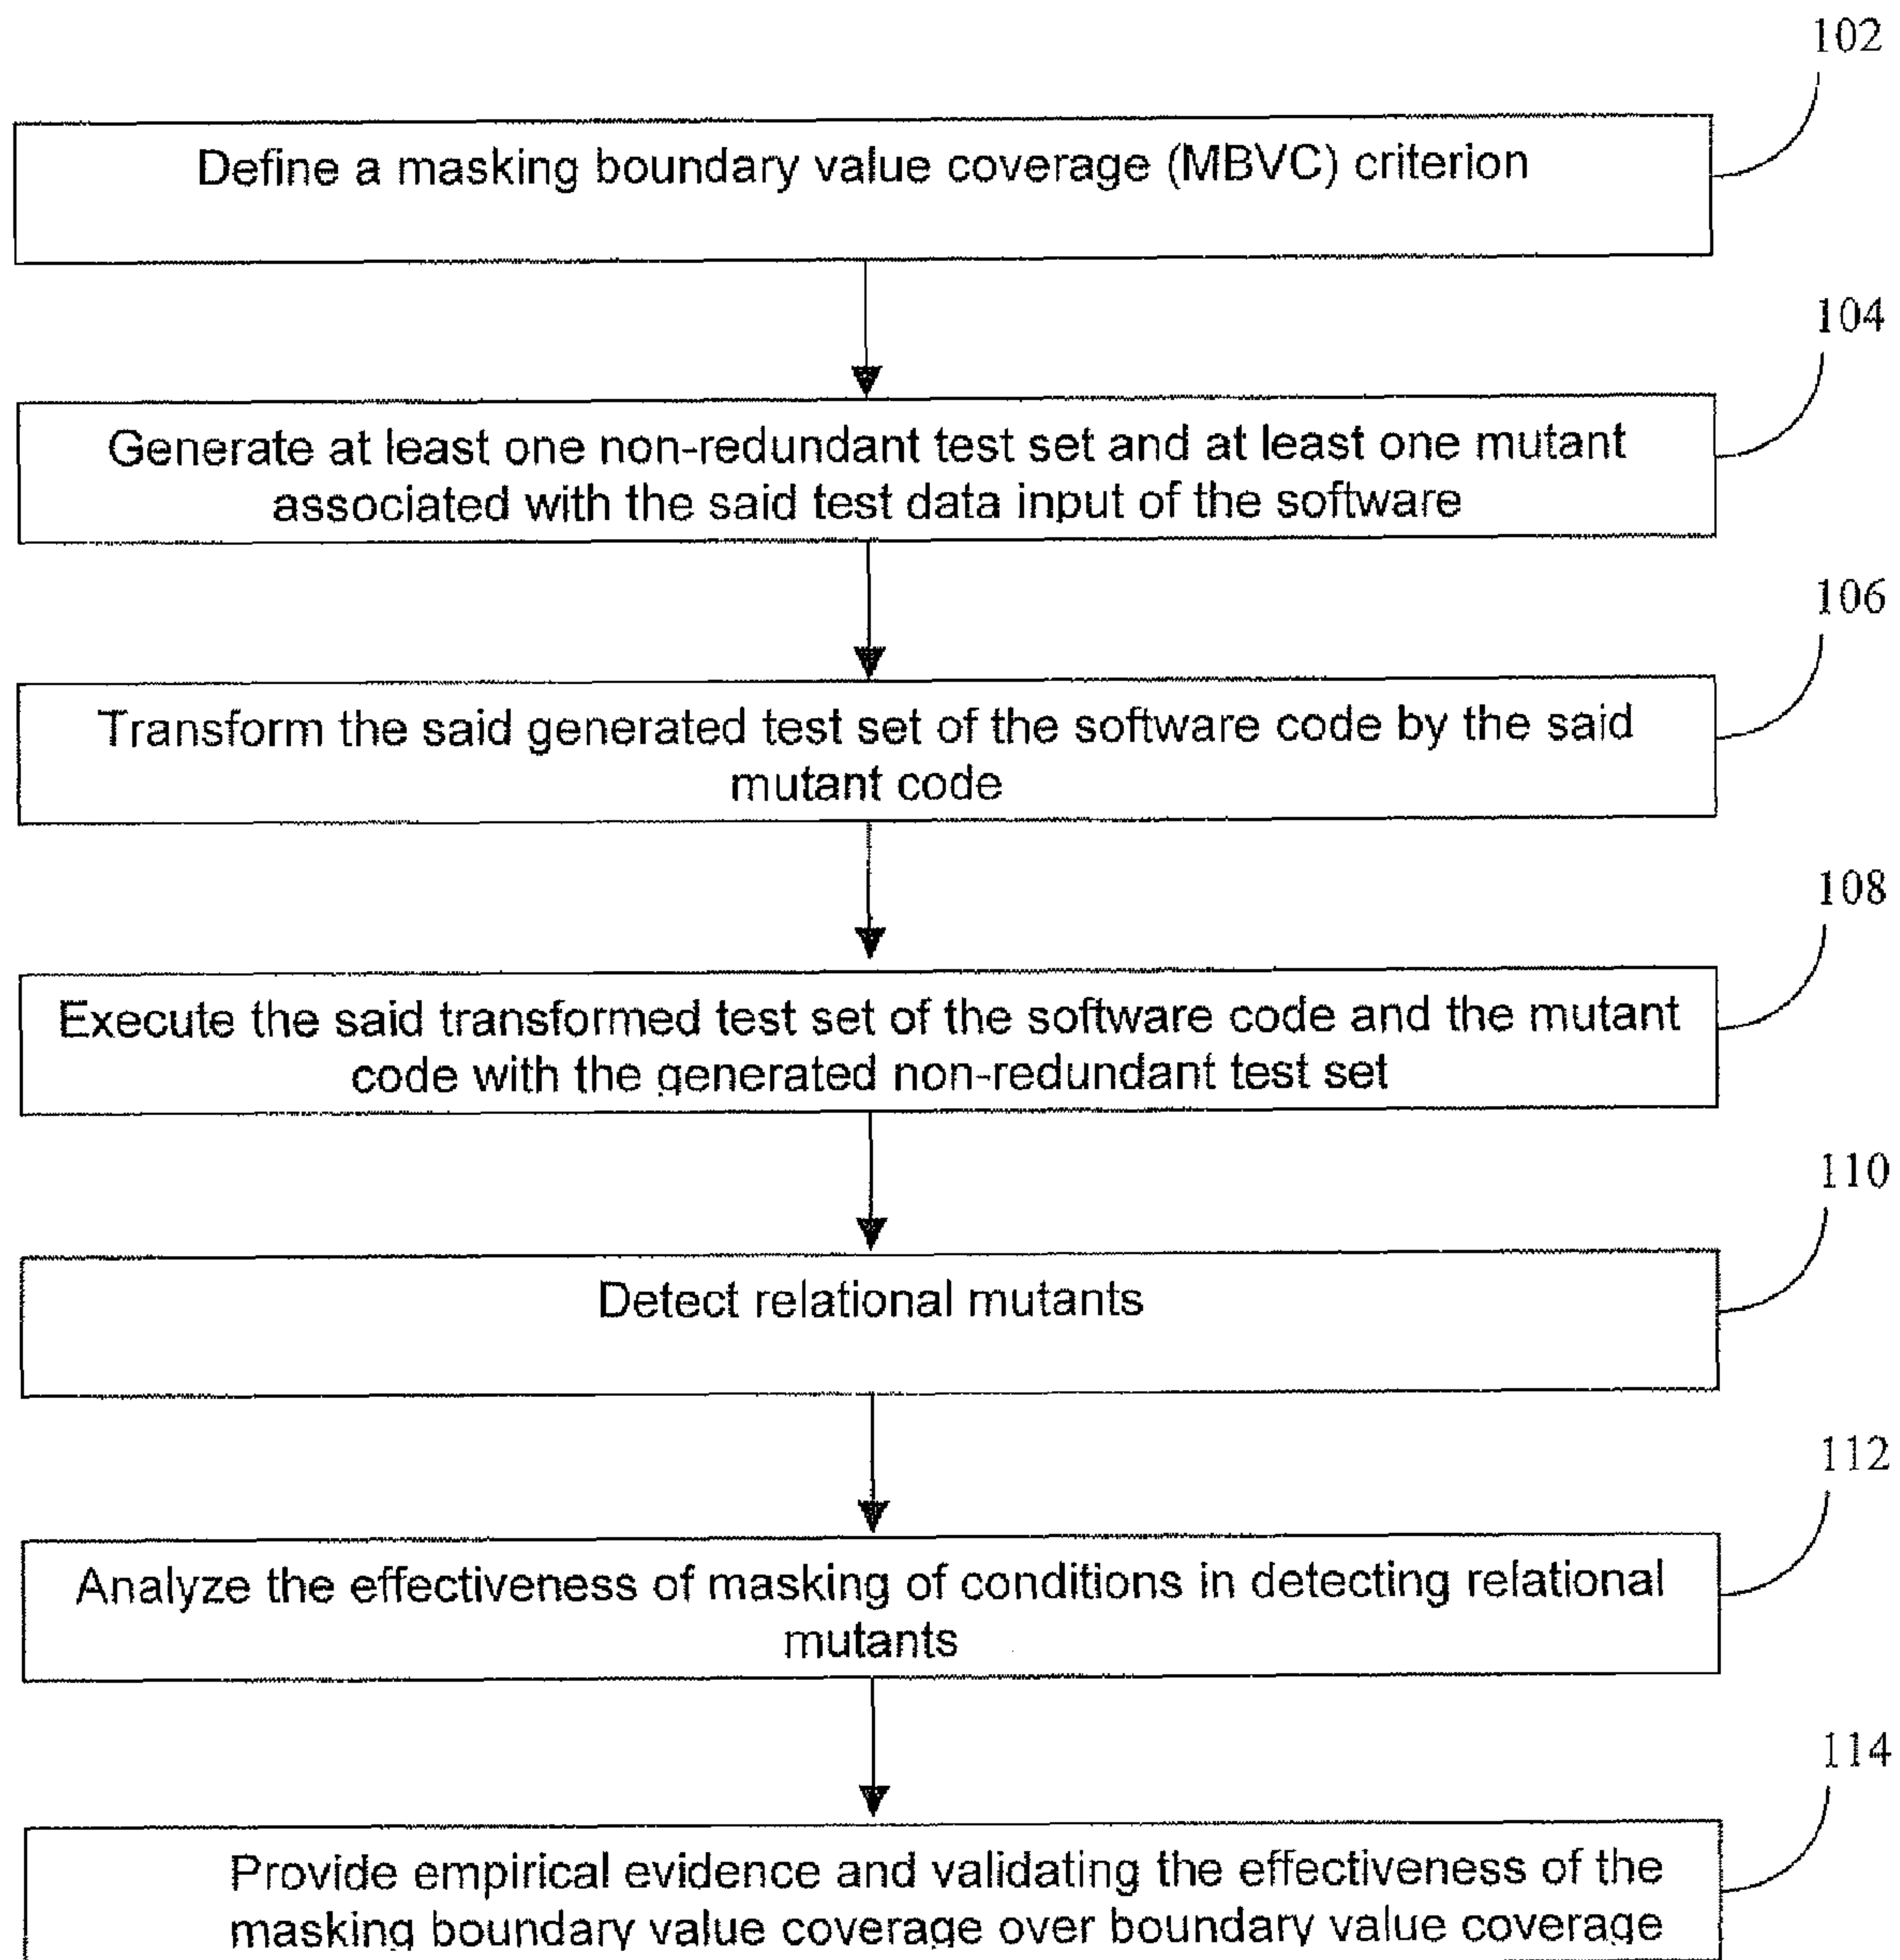 102
Define a masking boundary value coverage (MBVC) criterion
104
Generate at least one non-redundant test set and at least one mutant
associated with the said test data input of the software
106
Transform the said generated test set of the software code by the said
mutant code
108
Execute the said transformed test set of the software code and the mutant
code with the generated non-redundant test set
110
Detect relational mutants
112
Analyze the effectiveness of masking of conditions in detecting relational
mutants
114
Provide empirical evidence and validating the effectiveness of the
masking boundary value coverage over boundary value coverage